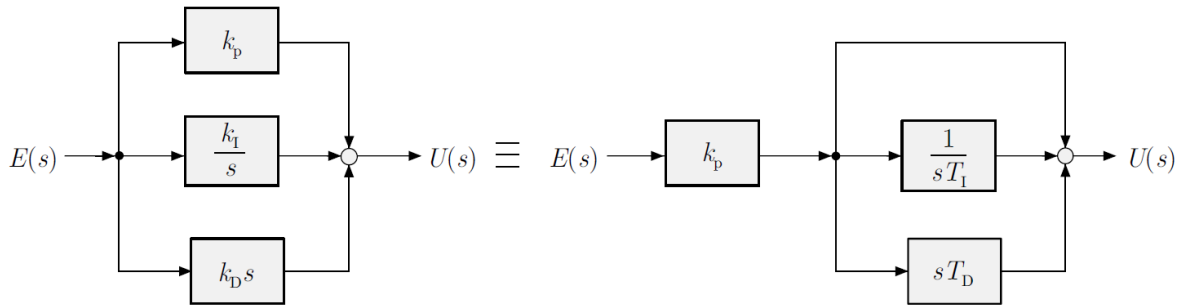 k_p
E(s) k_I/s U(s) ≡ E(s) k_p 1/(sT_I) U(s)
k_D s sT_D